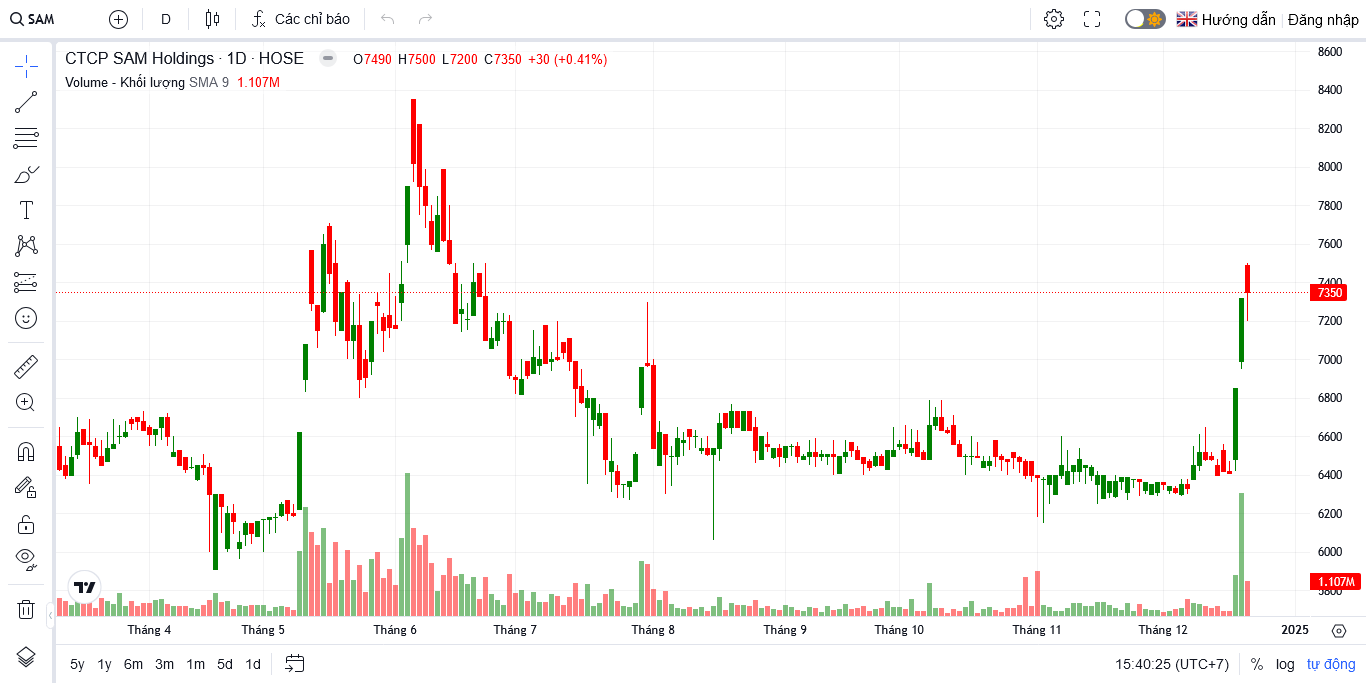 SAM D Các chỉ báo Hướng dẫn Đăng nhập
CTCP SAM Holdings · 1D · HOSE O7490 H7500 L7200 C7350 +30 (+0.41%)
Volume - Khối lượng SMA 9 1.107M
8600
8400
8200
8000
7800
7600
7400
7350
7200
7000
6800
6600
6400
6200
6000
1.107M
5800
Tháng 4 Tháng 5 Tháng 6 Tháng 7 Tháng 8 Tháng 9 Tháng 10 Tháng 11 Tháng 12 2025
5y 1y 6m 3m 1m 5d 1d 15:40:25 (UTC+7) % log tự động